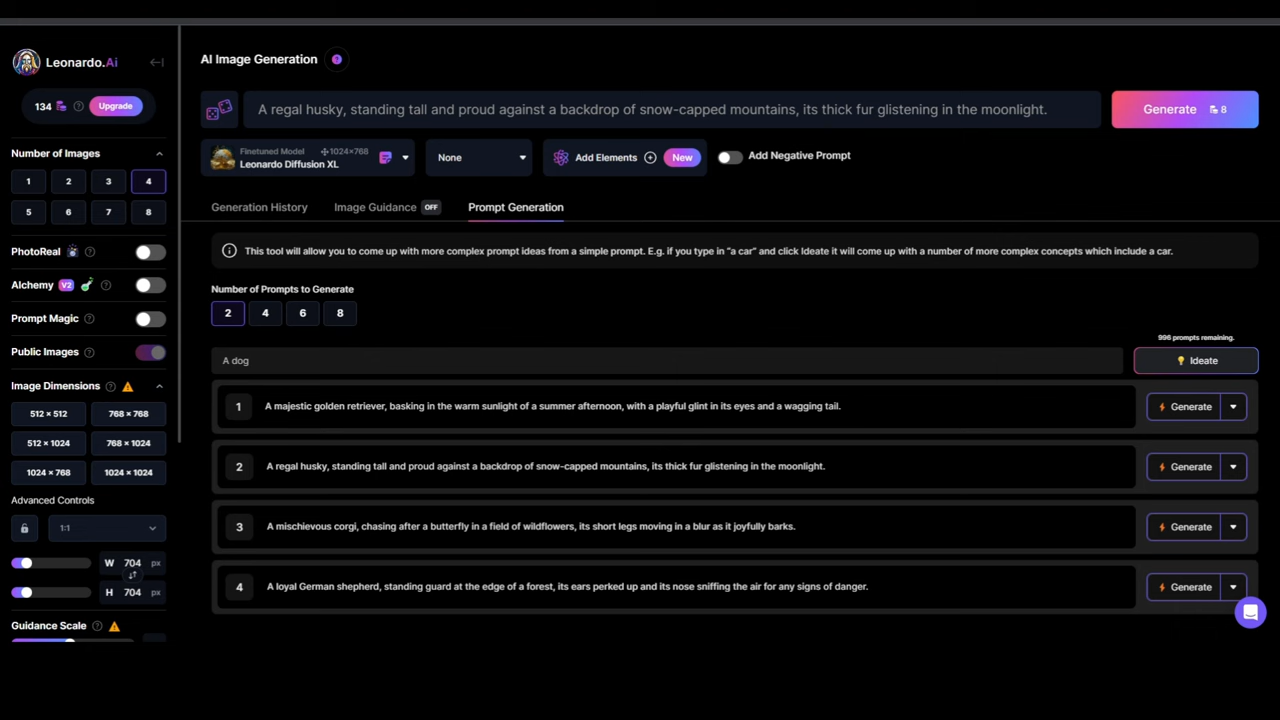 Leonardo.Ai
134 Upgrade
Number of Images
1 2 3 4
5 6 7 8
PhotoReal
Alchemy V2
Prompt Magic
Public Images
Image Dimensions
512 × 512 768 × 768
512 × 1024 768 × 1024
1024 × 768 1024 × 1024
Advanced Controls
1:1
W 704 px
H 704 px
Guidance Scale
AI Image Generation ?
A regal husky, standing tall and proud against a backdrop of snow-capped mountains, its thick fur glistening in the moonlight.
Generate 8
Finetuned Model 1024×768
Leonardo Diffusion XL
None
Add Elements New
Add Negative Prompt
Generation History Image Guidance OFF Prompt Generation
This tool will allow you to come up with more complex prompt ideas from a simple prompt. E.g. if you type in "a car" and click Ideate it will come up with a number of more complex concepts which include a car.
Number of Prompts to Generate
2 4 6 8
996 prompts remaining.
A dog Ideate
1 A majestic golden retriever, basking in the warm sunlight of a summer afternoon, with a playful glint in its eyes and a wagging tail. Generate
2 A regal husky, standing tall and proud against a backdrop of snow-capped mountains, its thick fur glistening in the moonlight. Generate
3 A mischievous corgi, chasing after a butterfly in a field of wildflowers, its short legs moving in a blur as it joyfully barks. Generate
4 A loyal German shepherd, standing guard at the edge of a forest, its ears perked up and its nose sniffing the air for any signs of danger. Generate